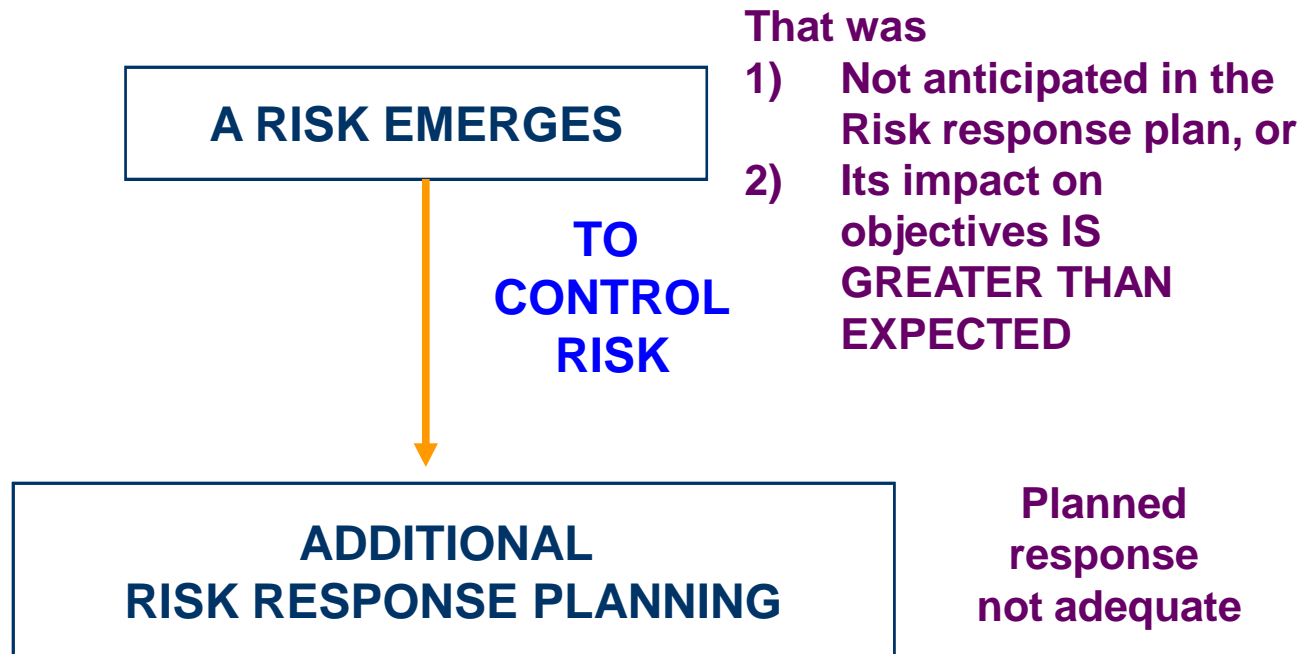 That was
1) Not anticipated in the
Risk response plan, or
2) Its impact on
objectives IS
GREATER THAN
EXPECTED
A RISK EMERGES
TO
CONTROL
RISK
ADDITIONAL
RISK RESPONSE PLANNING
Planned
response
not adequate